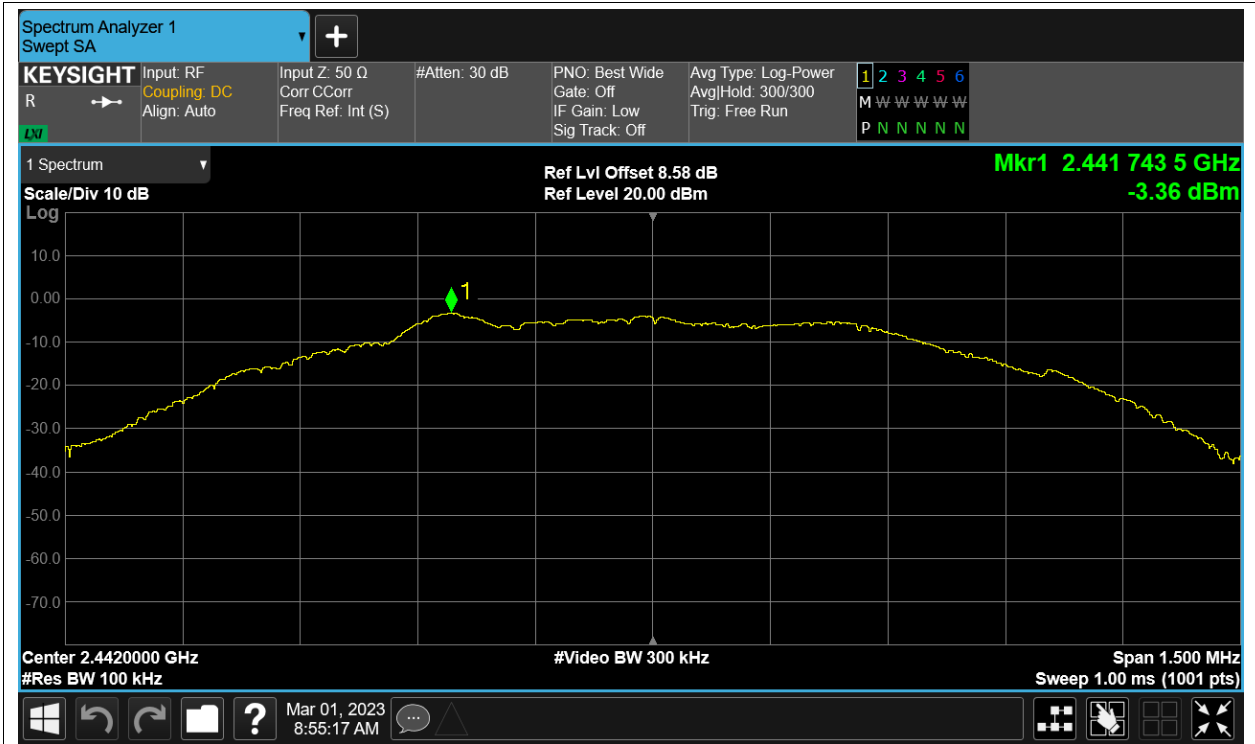 Spectrum Analyzer 1
Swept SA
KEYSIGHT
R
LXI
Input: RF
Coupling: DC
Align: Auto
Input Z: 50 Ω
Corr CCorr
Freq Ref: Int (S)
#Atten: 30 dB
PNO: Best Wide
Gate: Off
IF Gain: Low
Sig Track: Off
Avg Type: Log-Power
Avg|Hold: 300/300
Trig: Free Run
1 2 3 4 5 6
M W W W W W
P N N N N N
1 Spectrum
Scale/Div 10 dB
Log
Ref Lvl Offset 8.58 dB
Ref Level 20.00 dBm
Mkr1 2.441 743 5 GHz
-3.36 dBm
10.0
0.00
-10.0
-20.0
-30.0
-40.0
-50.0
-60.0
-70.0
1
Center 2.4420000 GHz
#Res BW 100 kHz
#Video BW 300 kHz
Span 1.500 MHz
Sweep 1.00 ms (1001 pts)
?
Mar 01, 2023
8:55:17 AM